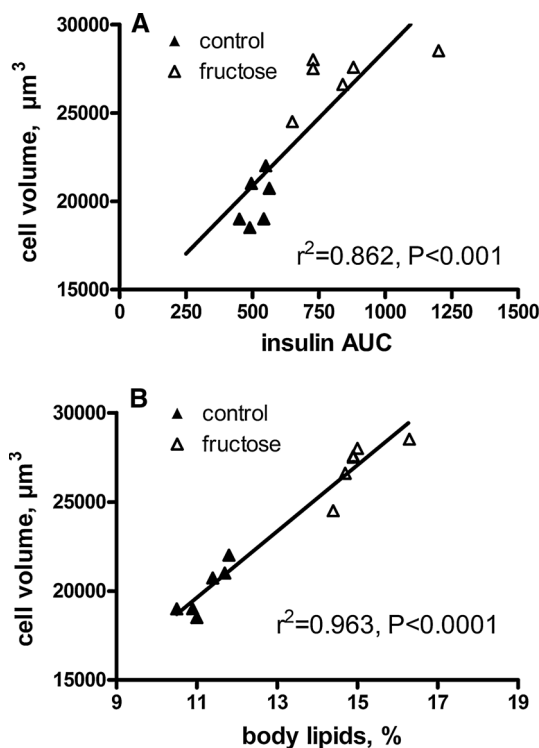 A
control
fructose
30000
25000
20000
15000
cell volume, µm³
r²=0.862, P<0.001
0 250 500 750 1000 1250 1500
insulin AUC
B
control
fructose
30000
25000
20000
15000
cell volume, µm³
r²=0.963, P<0.0001
9 11 13 15 17 19
body lipids, %